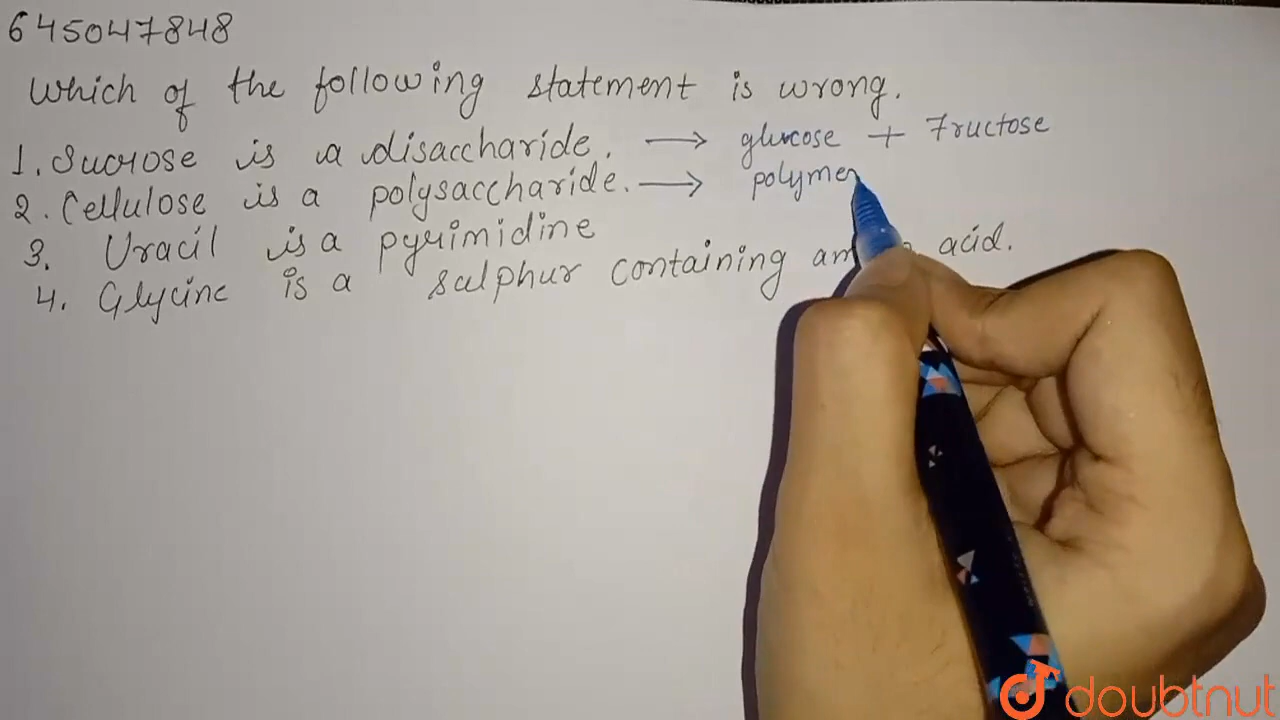 645047848
Which of the following statement is wrong.
1. Sucrose is a disaccharide. → glucose + Fructose
2. Cellulose is a polysaccharide. → polymer
3. Uracil is a pyrimidine
4. Glycine is a sulphur containing acid.
doubtnut